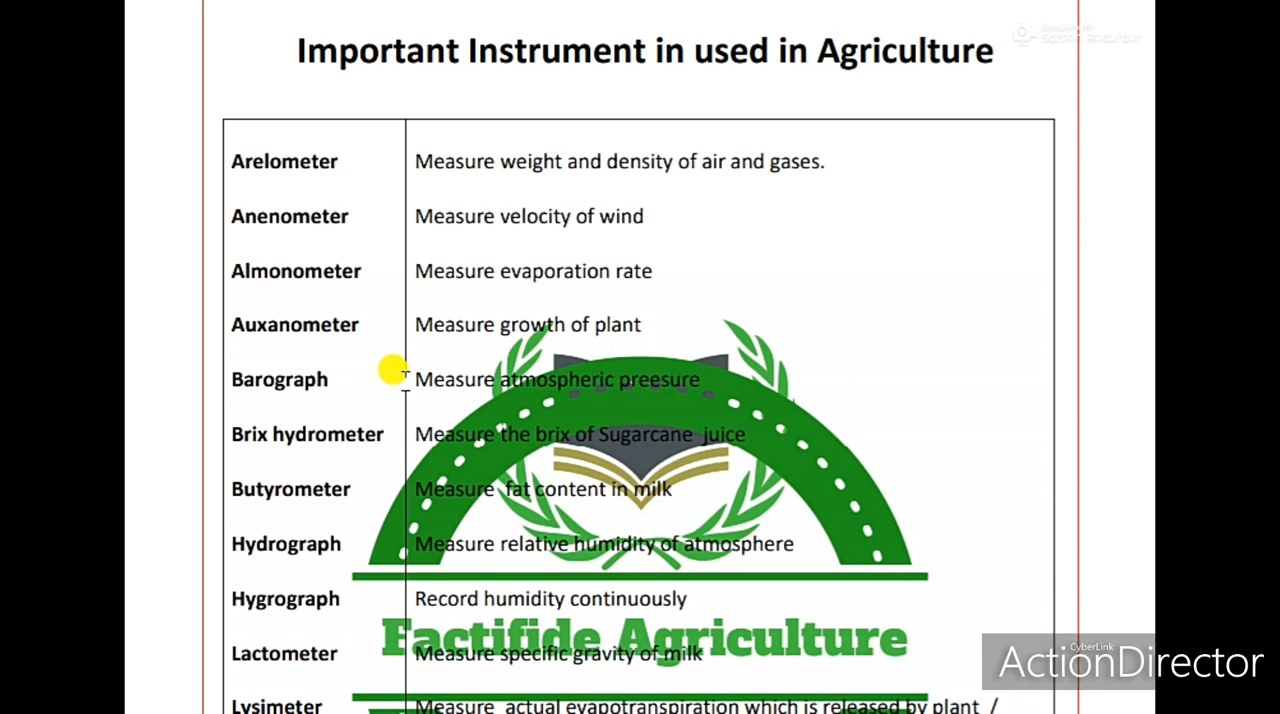 Important Instrument in used in Agriculture
Arelometer Measure weight and density of air and gases.
Anenometer Measure velocity of wind
Almonometer Measure evaporation rate
Auxanometer Measure growth of plant
Barograph Measure atmospheric preesure
Brix hydrometer Measure the brix of Sugarcane juice
Butyrometer Measure fat content in milk
Hydrograph Measure relative humidity of atmosphere
Hygrograph Record humidity continuously
Factifide Agriculture
Lactometer Measure specific gravity of milk
CyberLink
ActionDirector
Lysimeter Measure actual evapotranspiration which is released by plant /